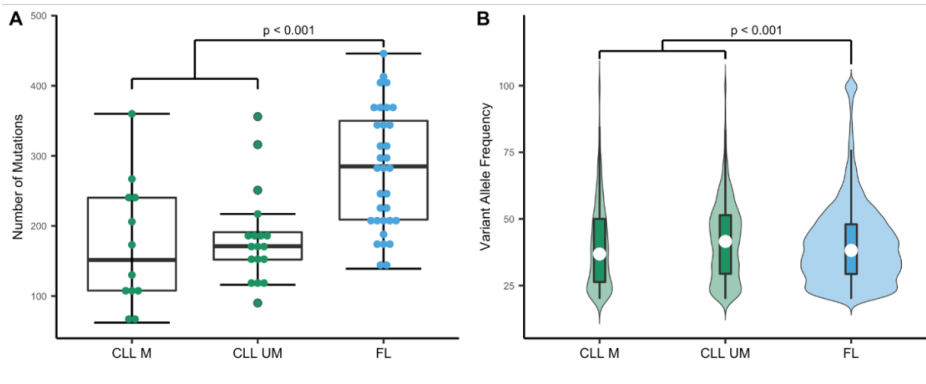 A
Number of Mutations
500
400
300
200
100
p < 0.001
CLL M
CLL UM
FL
B
Variant Allele Frequency
100
75
50
25
p < 0.001
CLL M
CLL UM
FL